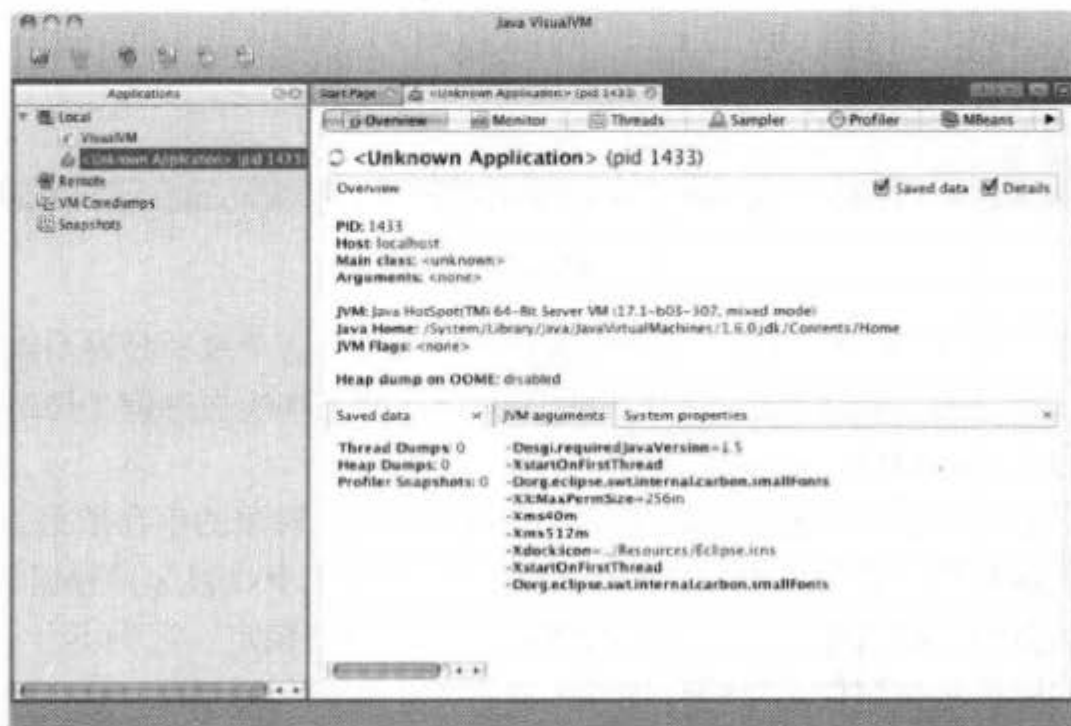 Java VisualVM
Applications
Local
VisualVM
<Unknown Application> (pid 1433)
Remote
VM Coredumps
Snapshots
Start Page
<Unknown Application> (pid 1433)
Overview
Monitor
Threads
Sampler
Profiler
MBeans
<Unknown Application> (pid 1433)
Overview
Saved data
Details
PID: 1433
Host: localhost
Main class: <unknown>
Arguments: <none>
JVM: Java HotSpot(TM) 64-Bit Server VM (17.1-b03-307, mixed mode)
Java Home: /System/Library/Java/JavaVirtualMachines/1.6.0.jdk/Contents/Home
JVM Flags: <none>
Heap dump on OOME: disabled
Saved data
Thread Dumps: 0
Heap Dumps: 0
Profiler Snapshots: 0
JVM arguments
System properties
-Dosgi.requiredJavaVersion=1.5
-XstartOnFirstThread
-Dorg.eclipse.swt.internal.carbon.smallFonts
-XX:MaxPermSize=256m
-Xms40m
-Xms512m
-Xdock:icon=../Resources/Eclipse.icns
-XstartOnFirstThread
-Dorg.eclipse.swt.internal.carbon.smallFonts